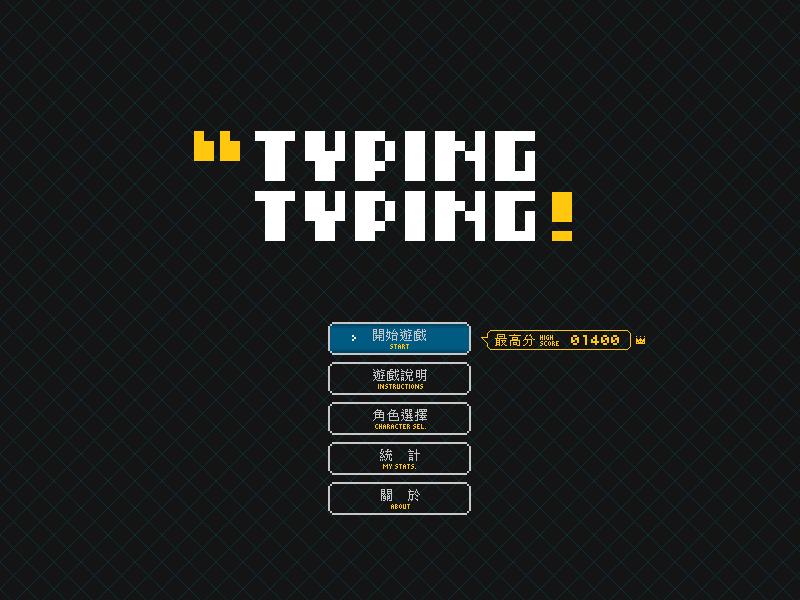 “TYPING
TYPING!
開始遊戲
START
最高分 HIGH SCORE 01400
遊戲說明
INSTRUCTIONS
角色選擇
CHARACTER SEL.
統 計
MY STATS.
關 於
ABOUT